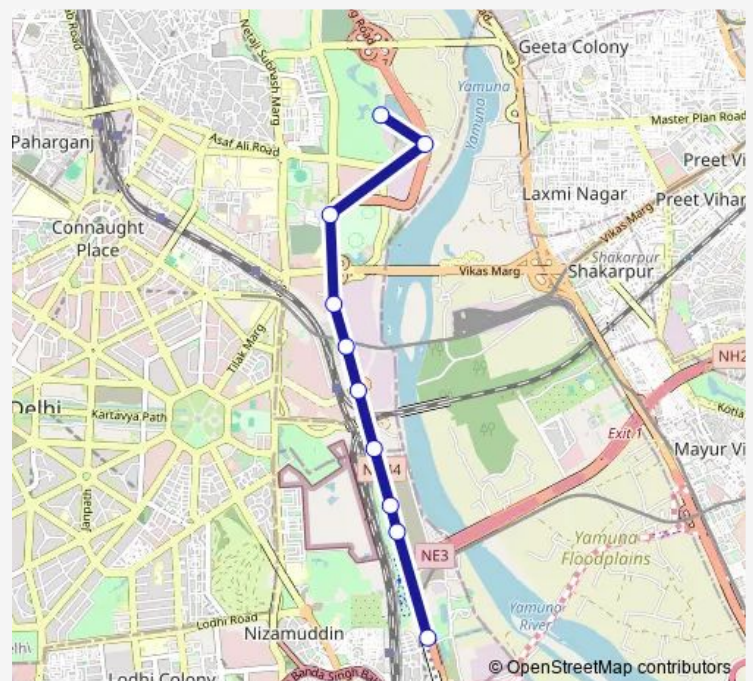 Geeta Colony
Netaji Subhash Marg
Yamuna
Yamuna
Master Plan Road
Paharganj
Asaf Ali Road
Preet Vi
Laxmi Nagar
Preet Vihar
Connaught
Place
Vikas Marg
Vikas Marg
Shakarpur
Shakarpur
Tilak Marg
NH2
Delhi
Kartavya Path
Exit 1
Mayur Vi
Janpath
NE3
Yamuna
Floodplains
Yamuna
River
Lodhi Road
Nizamuddin
Lodhi Colony
© OpenStreetMap contributors